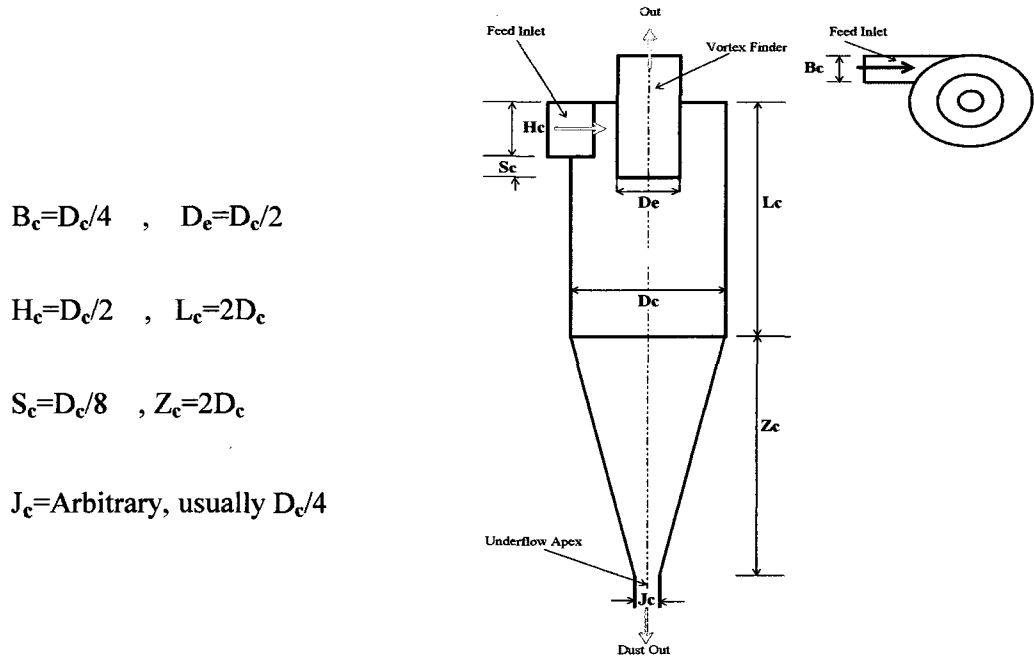 Out
Feed Inlet
Vortex Finder
Feed Inlet
Bc
Hc
Sc
De
Lc
Bc=Dc/4 , De=Dc/2
Hc=Dc/2 , Lc=2Dc
Dc
Sc=Dc/8 , Zc=2Dc
Zc
Jc=Arbitrary, usually Dc/4
Underflow Apex
Jc
Dust Out